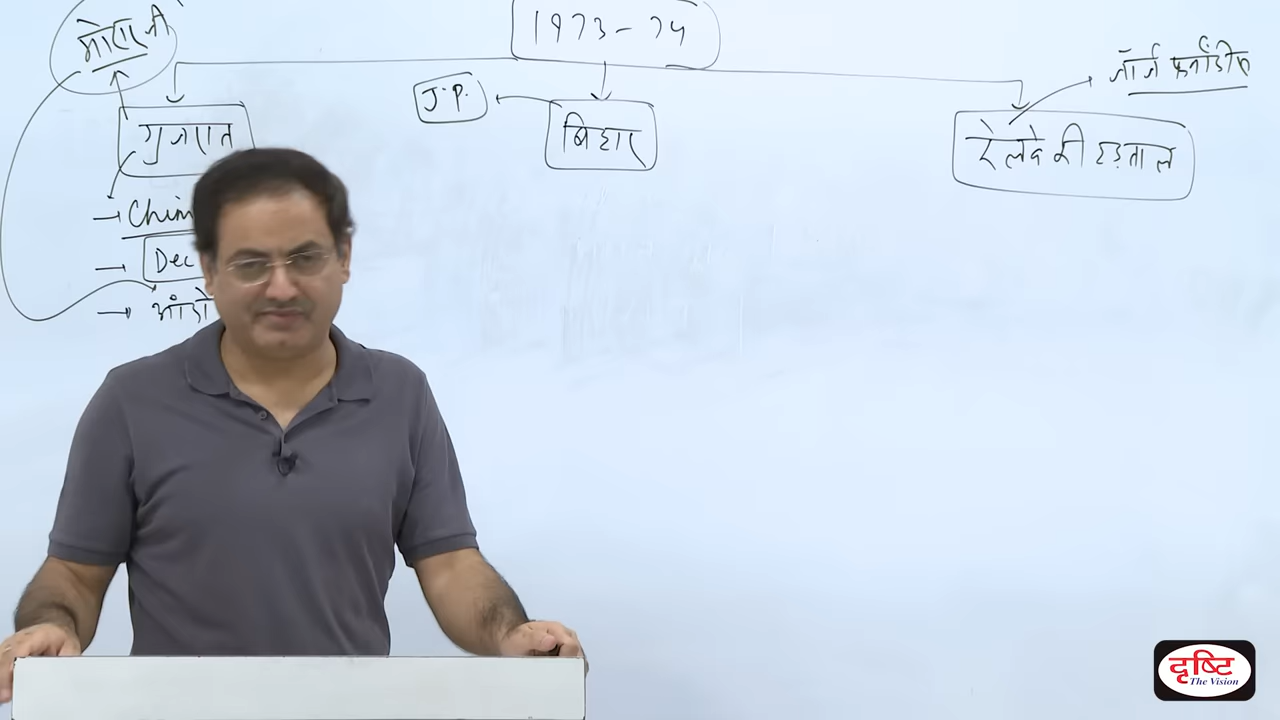 मोरारजी
1973-74
जॉर्ज फर्नांडीस
J.P.
गुजरात
बिहार
रेलवे की हड़ताल
→ Chim
→ Dec
→ आंदो
दृष्टि
The Vision